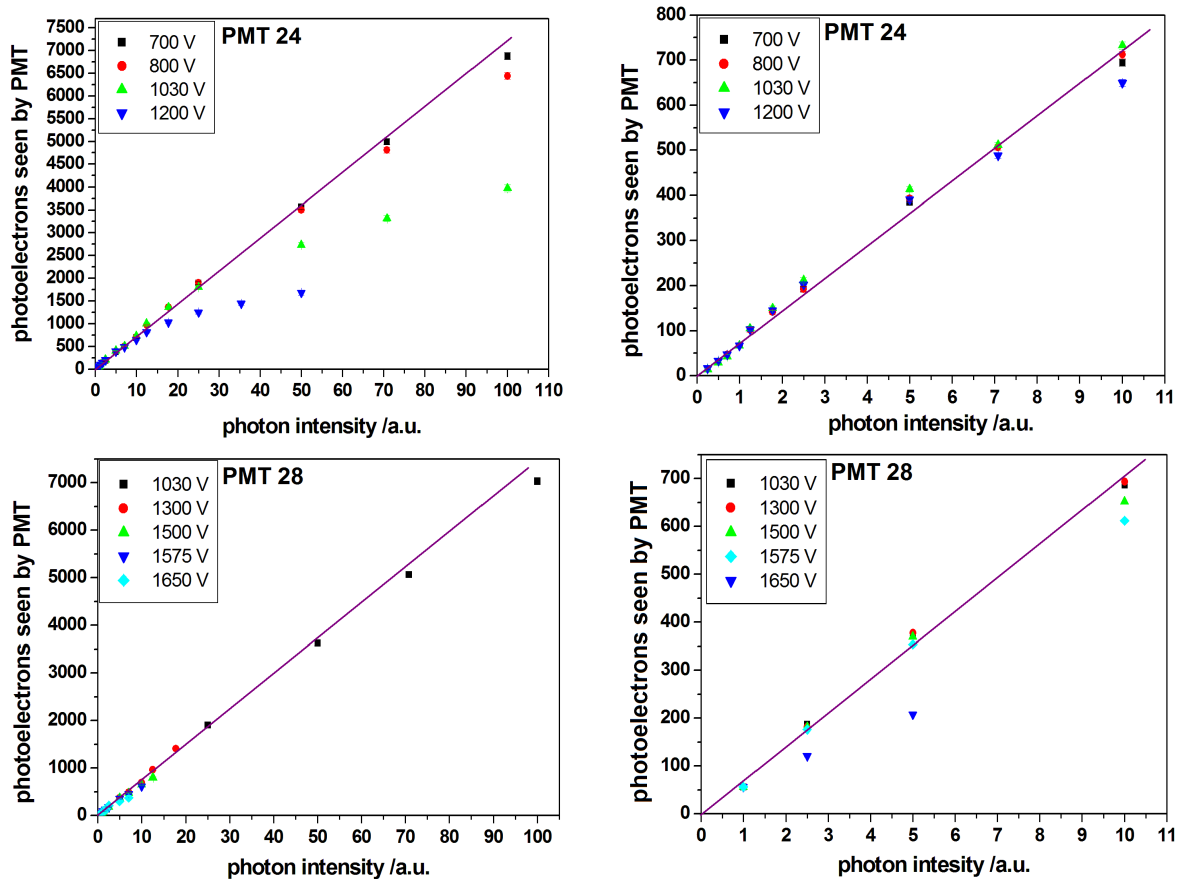 PMT 24
700 V
800 V
1030 V
1200 V
photoelectrons seen by PMT
7500
7000
6500
6000
5500
5000
4500
4000
3500
3000
2500
2000
1500
1000
500
0
0 10 20 30 40 50 60 70 80 90 100 110
photon intensity /a.u.
PMT 24
700 V
800 V
1030 V
1200 V
photoelctrons seen by PMT
800
700
600
500
400
300
200
100
0
0 1 2 3 4 5 6 7 8 9 10 11
photon intensity /a.u.
PMT 28
1030 V
1300 V
1500 V
1575 V
1650 V
photoelectrons seen by PMT
7000
6000
5000
4000
3000
2000
1000
0
0 10 20 30 40 50 60 70 80 90 100
photon intensity /a.u.
PMT 28
1030 V
1300 V
1500 V
1575 V
1650 V
photoelectrons seen by PMT
700
600
500
400
300
200
100
0
0 1 2 3 4 5 6 7 8 9 10 11
photon intesity /a.u.